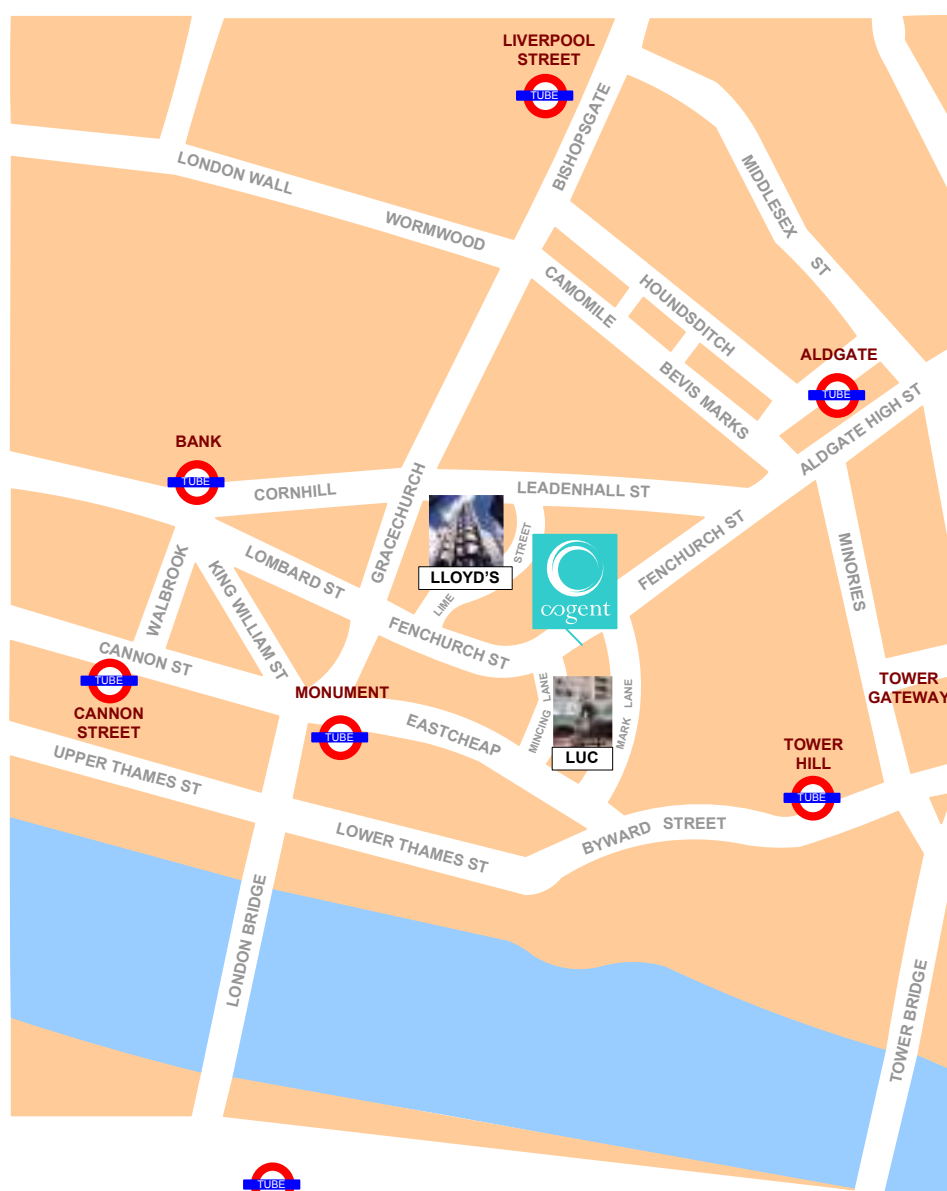 LIVERPOOL
STREET
TUBE
BISHOPSGATE
MIDDLESEX
ST
LONDON WALL
WORMWOOD
CAMOMILE
HOUNDSDITCH
BEVIS MARKS
ALDGATE
TUBE
ALDGATE HIGH ST
BANK
TUBE
CORNHILL
GRACECHURCH
LEADENHALL ST
LLOYD'S
LIME
STREET
cogent
FENCHURCH ST
MINORIES
WALBROOK
KING WILLIAM ST
LOMBARD ST
FENCHURCH ST
CANNON ST
TUBE
CANNON
STREET
MONUMENT
TUBE
EASTCHEAP
MINCING LANE
LUC
MARK LANE
TOWER
GATEWAY
TOWER
HILL
TUBE
UPPER THAMES ST
LOWER THAMES ST
BYWARD STREET
LONDON BRIDGE
TOWER BRIDGE
TUBE